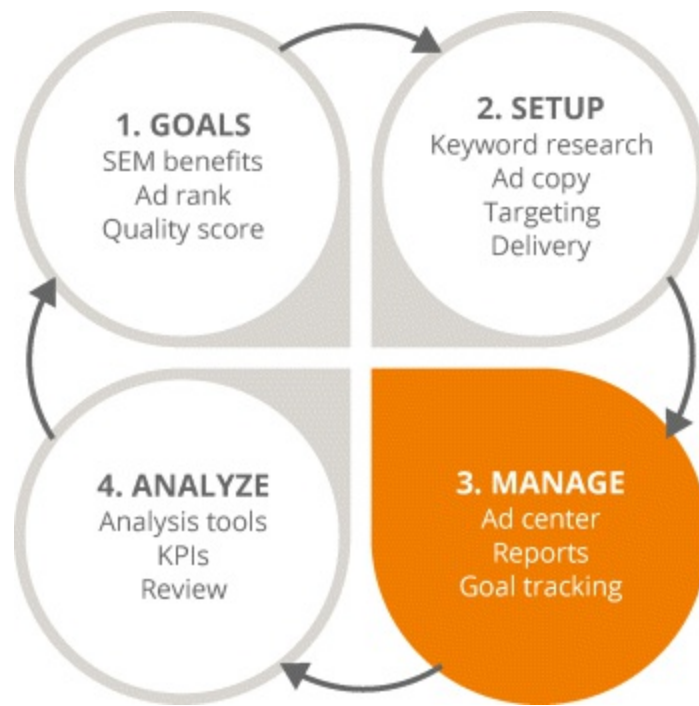 1. GOALS
SEM benefits
Ad rank
Quality score
2. SETUP
Keyword research
Ad copy
Targeting
Delivery
3. MANAGE
Ad center
Reports
Goal tracking
4. ANALYZE
Analysis tools
KPIs
Review